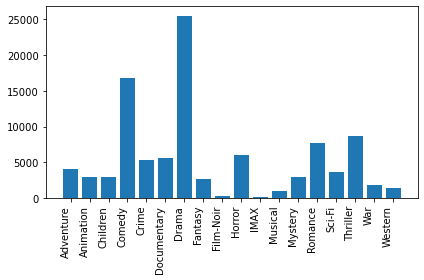 25000
20000
15000
10000
5000
0
Adventure
Animation
Children
Comedy
Crime
Documentary
Drama
Fantasy
Film-Noir
Horror
IMAX
Musical
Mystery
Romance
Sci-Fi
Thriller
War
Western